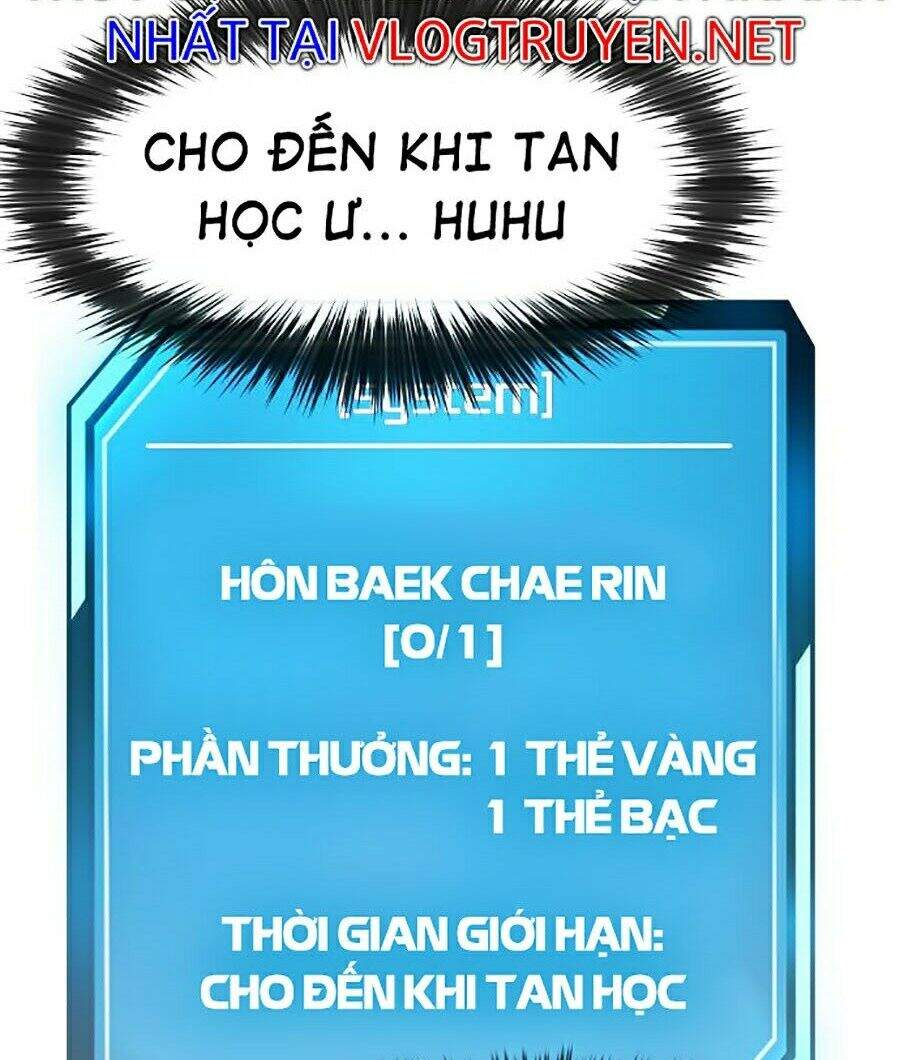 NHẤT TẠI VLOGTRUYEN.NET
CHO ĐẾN KHI TAN
HỌC Ư... HUHU
[system]
HÔN BAEK CHAE RIN
[0/1]
PHẦN THƯỞNG: 1 THẺ VÀNG
1 THẺ BẠC
THỜI GIAN GIỚI HẠN:
CHO ĐẾN KHI TAN HỌC